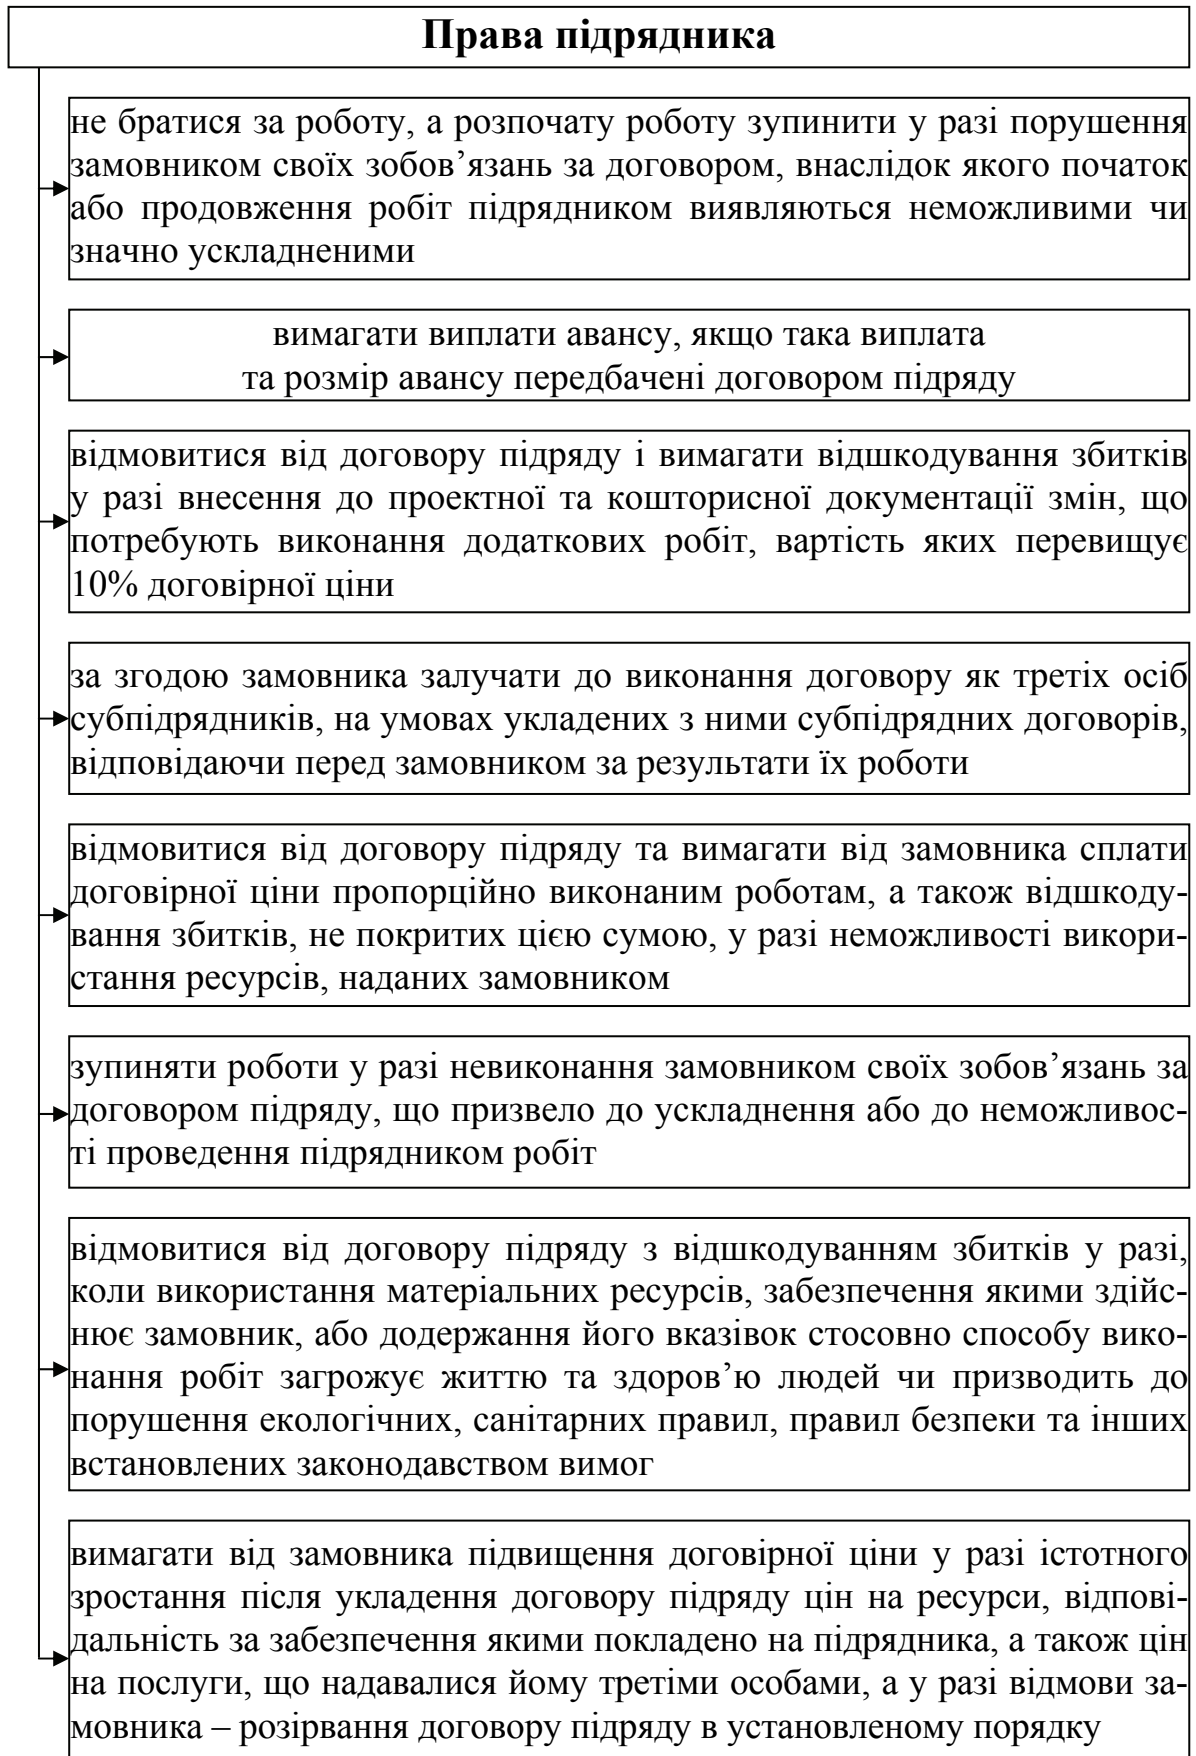 Права підрядника
не братися за роботу, а розпочату роботу зупинити у разі порушення
замовником своїх зобов’язань за договором, внаслідок якого початок
або продовження робіт підрядником виявляються неможливими чи
значно ускладненими
вимагати виплати авансу, якщо така виплата
та розмір авансу передбачені договором підряду
відмовитися від договору підряду і вимагати відшкодування збитків
у разі внесення до проектної та кошторисної документації змін, що
потребують виконання додаткових робіт, вартість яких перевищує
10% договірної ціни
за згодою замовника залучати до виконання договору як третіх осіб
субпідрядників, на умовах укладених з ними субпідрядних договорів,
відповідаючи перед замовником за результати їх роботи
відмовитися від договору підряду та вимагати від замовника сплати
договірної ціни пропорційно виконаним роботам, а також відшкоду-
вання збитків, не покритих цією сумою, у разі неможливості викори-
стання ресурсів, наданих замовником
зупиняти роботи у разі невиконання замовником своїх зобов’язань за
договором підряду, що призвело до ускладнення або до неможливос-
ті проведення підрядником робіт
відмовитися від договору підряду з відшкодуванням збитків у разі,
коли використання матеріальних ресурсів, забезпечення якими здійс-
нює замовник, або додержання його вказівок стосовно способу вико-
нання робіт загрожує життю та здоров’ю людей чи призводить до
порушення екологічних, санітарних правил, правил безпеки та інших
встановлених законодавством вимог
вимагати від замовника підвищення договірної ціни у разі істотного
зростання після укладення договору підряду цін на ресурси, відпові-
дальність за забезпечення якими покладено на підрядника, а також цін
на послуги, що надавалися йому третіми особами, а у разі відмови за-
мовника – розірвання договору підряду в установленому порядку